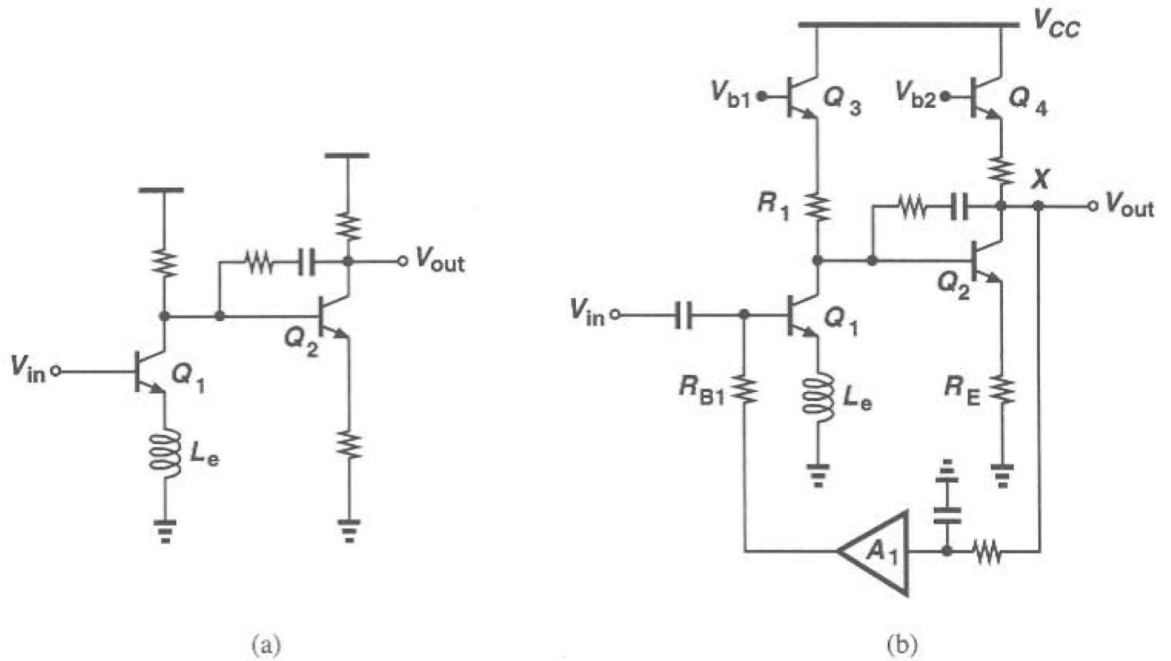 V_CC
V_b1
Q_3
V_b2
Q_4
X
R_1
V_out
V_out
Q_2
Q_2
V_in
Q_1
V_in
Q_1
R_B1
L_e
R_E
L_e
A_1
(a)
(b)